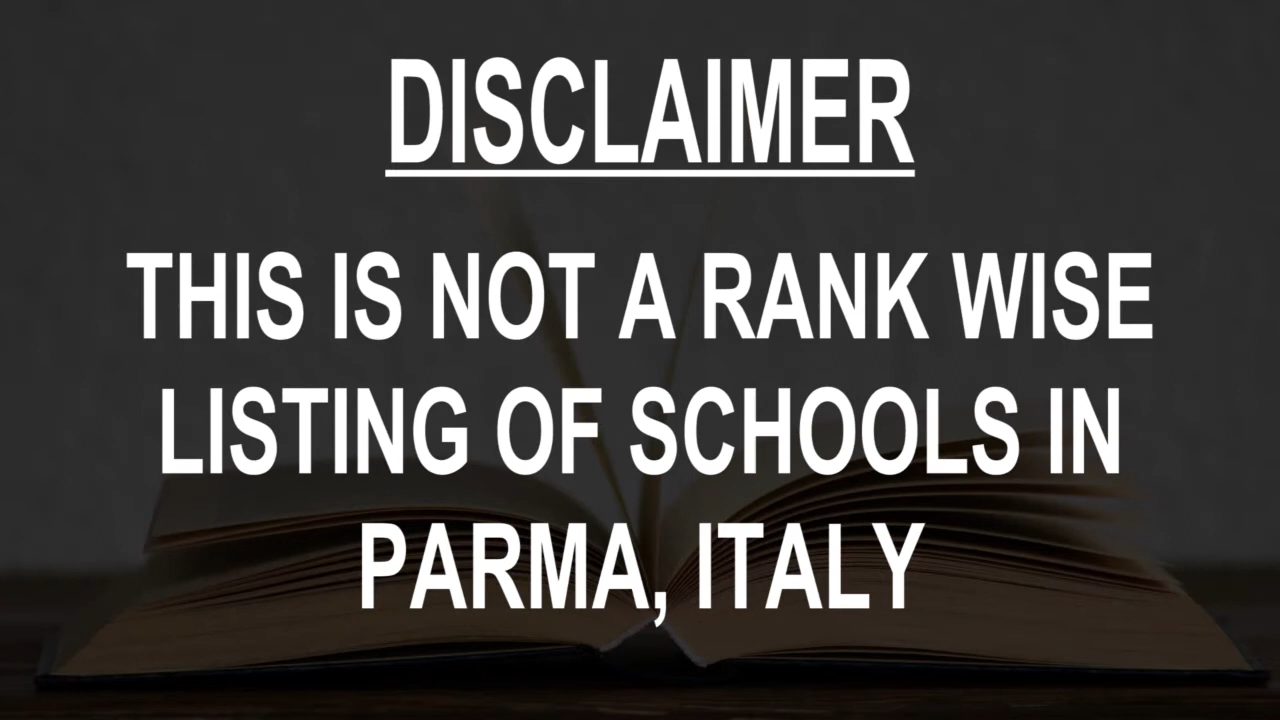 DISCLAIMER
THIS IS NOT A RANK WISE
LISTING OF SCHOOLS IN
PARMA, ITALY